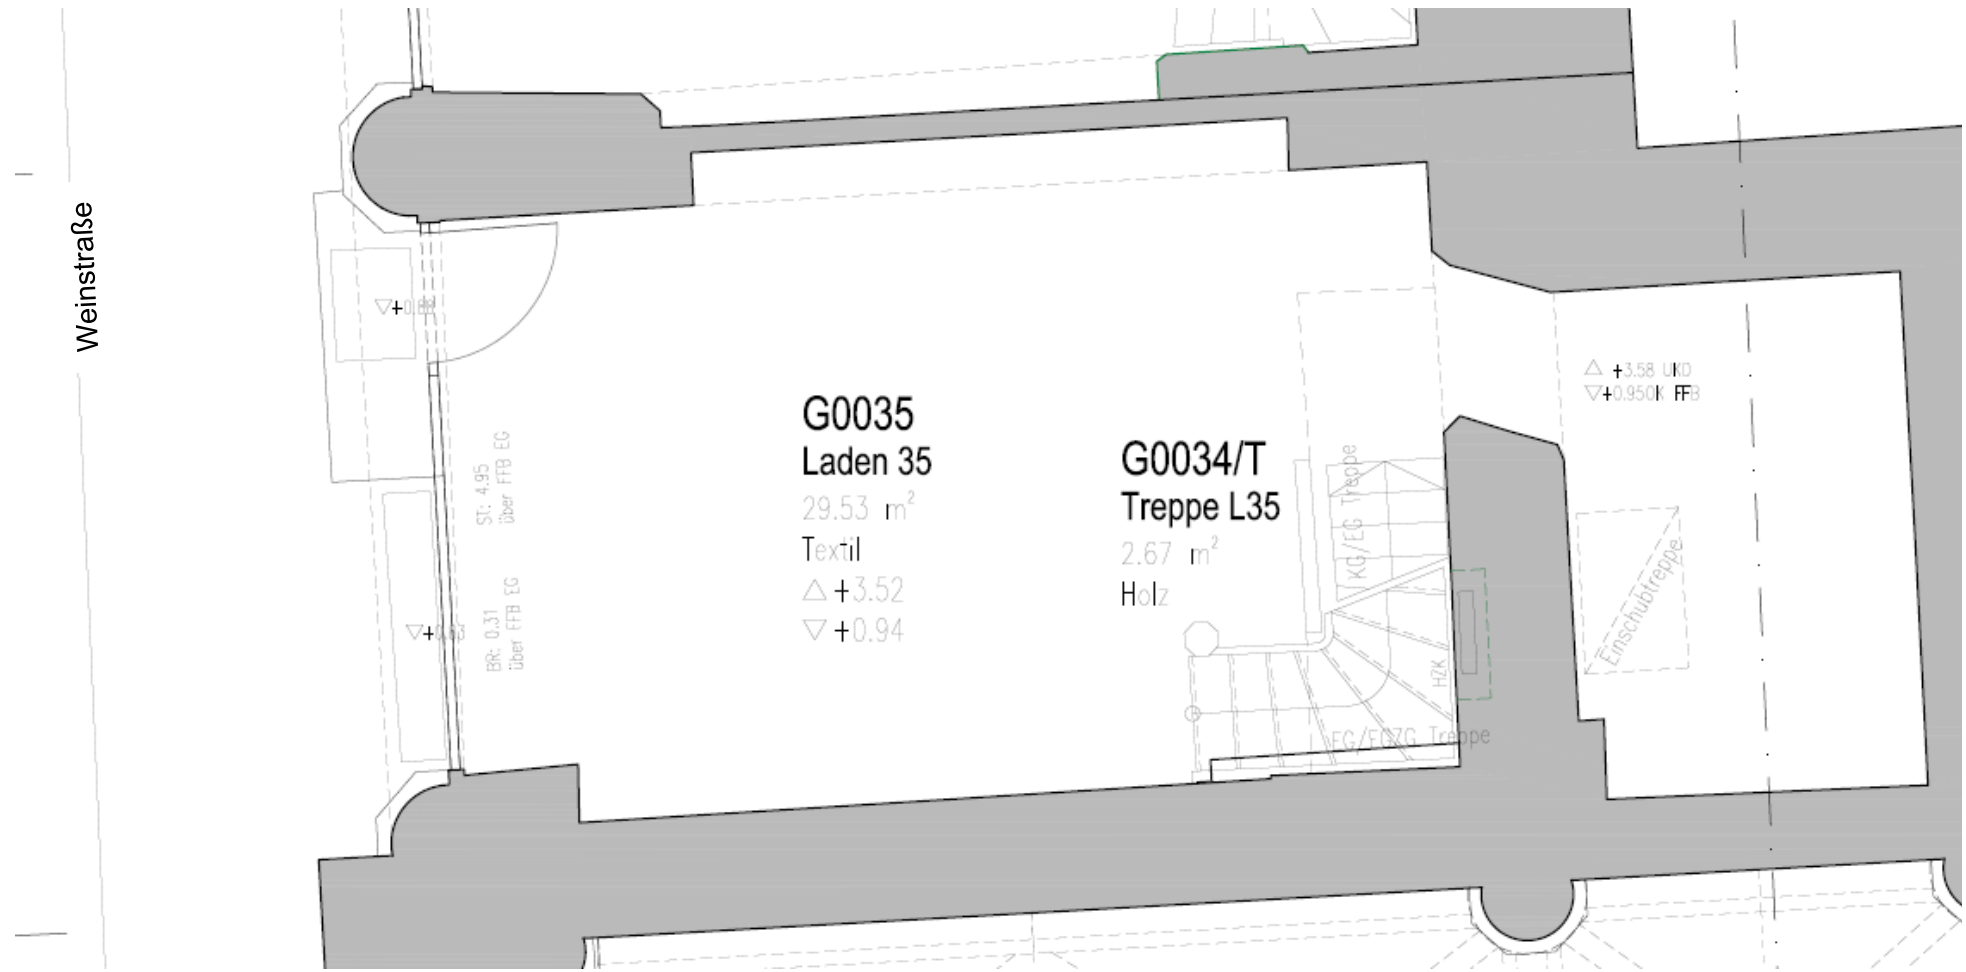 Weinstraße
St: 4.95
über FFB EG
BR: 0.31
über FFB EG
G0035
Laden 35
29.53 m²
Textil
△ +3.52
▽ +0.94
G0034/T
Treppe L35
2.67 m²
Holz
KG/EG Treppe
HZK
EG/EGZG Treppe
△ +3.58 UKD
▽+0.95OK FFB
Einschubtreppe